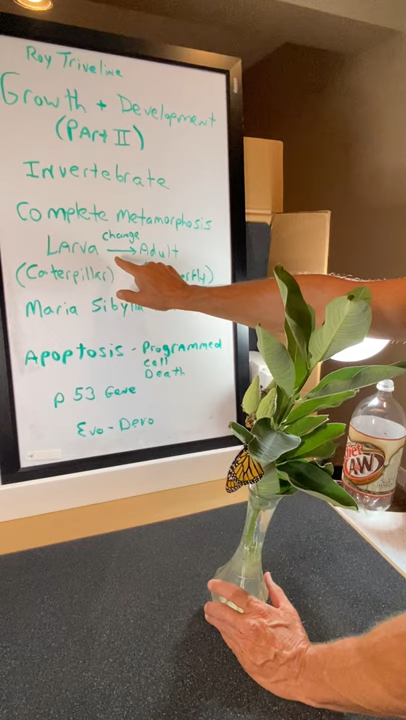 Roy Triveline
Growth + Development
(Part II)
Invertebrate
Complete Metamorphosis
change
Larva → Adult
(Caterpiller)
Maria
Apoptosis - Programmed
cell
Death
p 53 Gene
Evo-Devo
Diet
A&W